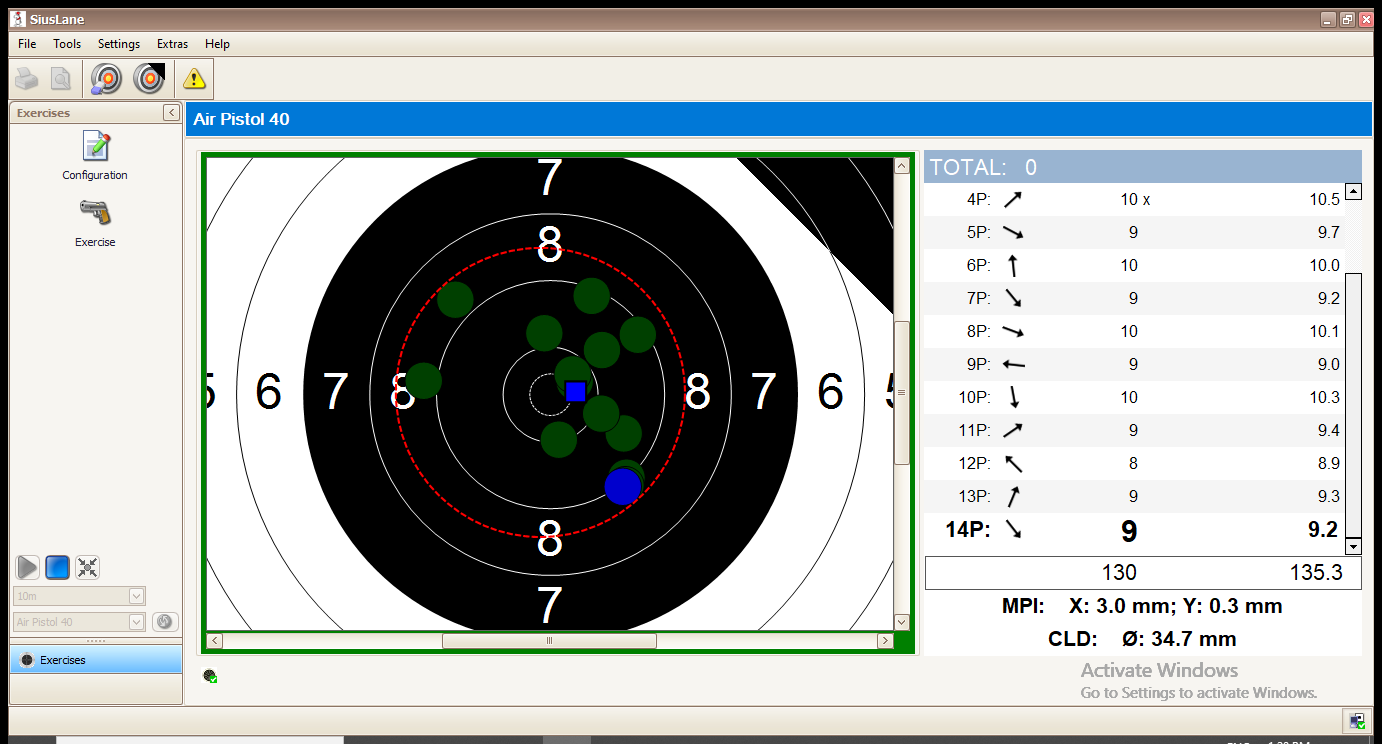 SiusLane
File Tools Settings Extras Help
Exercises
Configuration
Exercise
10m
Air Pistol 40
Exercises
Air Pistol 40
7
8
6 7 8 8 7 6
8
7
TOTAL: 0
4P: 10 x 10.5
5P: 9 9.7
6P: 10 10.0
7P: 9 9.2
8P: 10 10.1
9P: 9 9.0
10P: 10 10.3
11P: 9 9.4
12P: 8 8.9
13P: 9 9.3
14P: 9 9.2
130 135.3
MPI: X: 3.0 mm; Y: 0.3 mm
CLD: Ø: 34.7 mm
Activate Windows
Go to Settings to activate Windows.